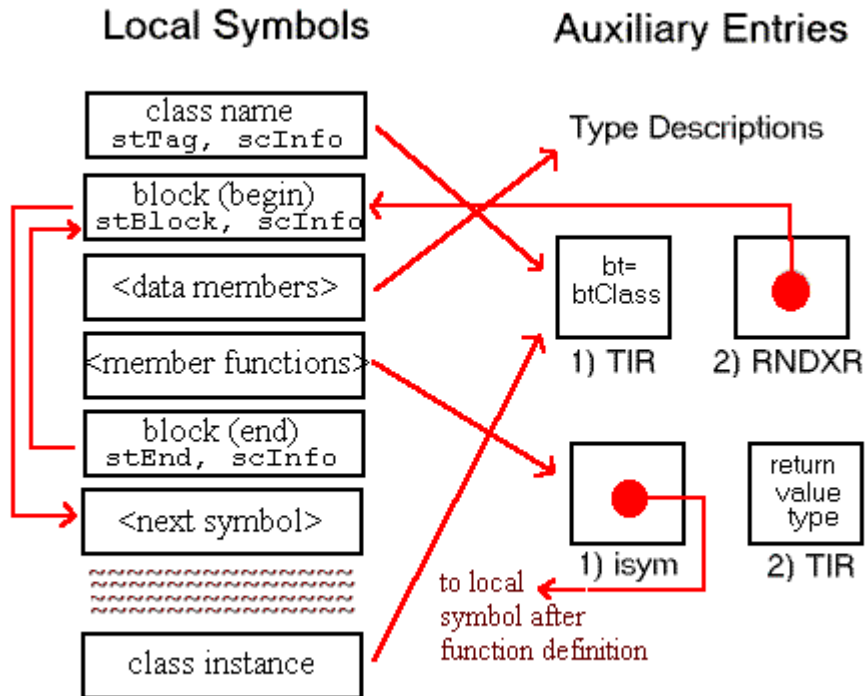 Local Symbols
Auxiliary Entries
class name
stTag, scInfo
Type Descriptions
block (begin)
stBlock, scInfo
<data members>
bt=
btClass
1) TIR
2) RNDXR
<member functions>
block (end)
stEnd, scInfo
return
value
type
<next symbol>
1) isym
2) TIR
to local
symbol after
function definition
~~~~~~~~~~~~~~~
~~~~~~~~~~~~~~~
~~~~~~~~~~~~~~~
~~~~~~~~~~~~~~~
class instance